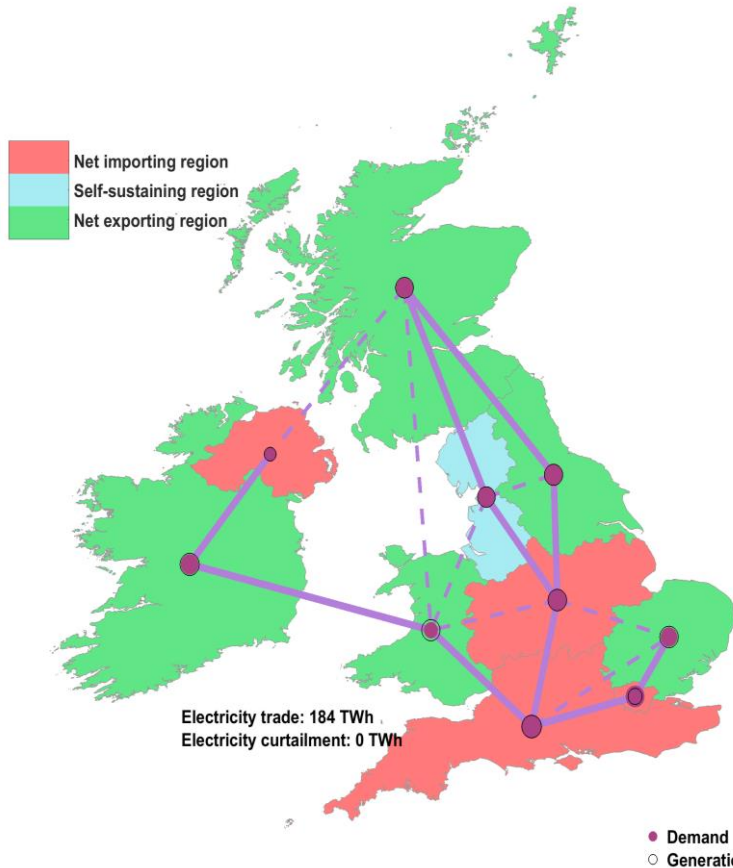 Net importing region
Self-sustaining region
Net exporting region
Electricity trade: 184 TWh
Electricity curtailment: 0 TWh
Demand